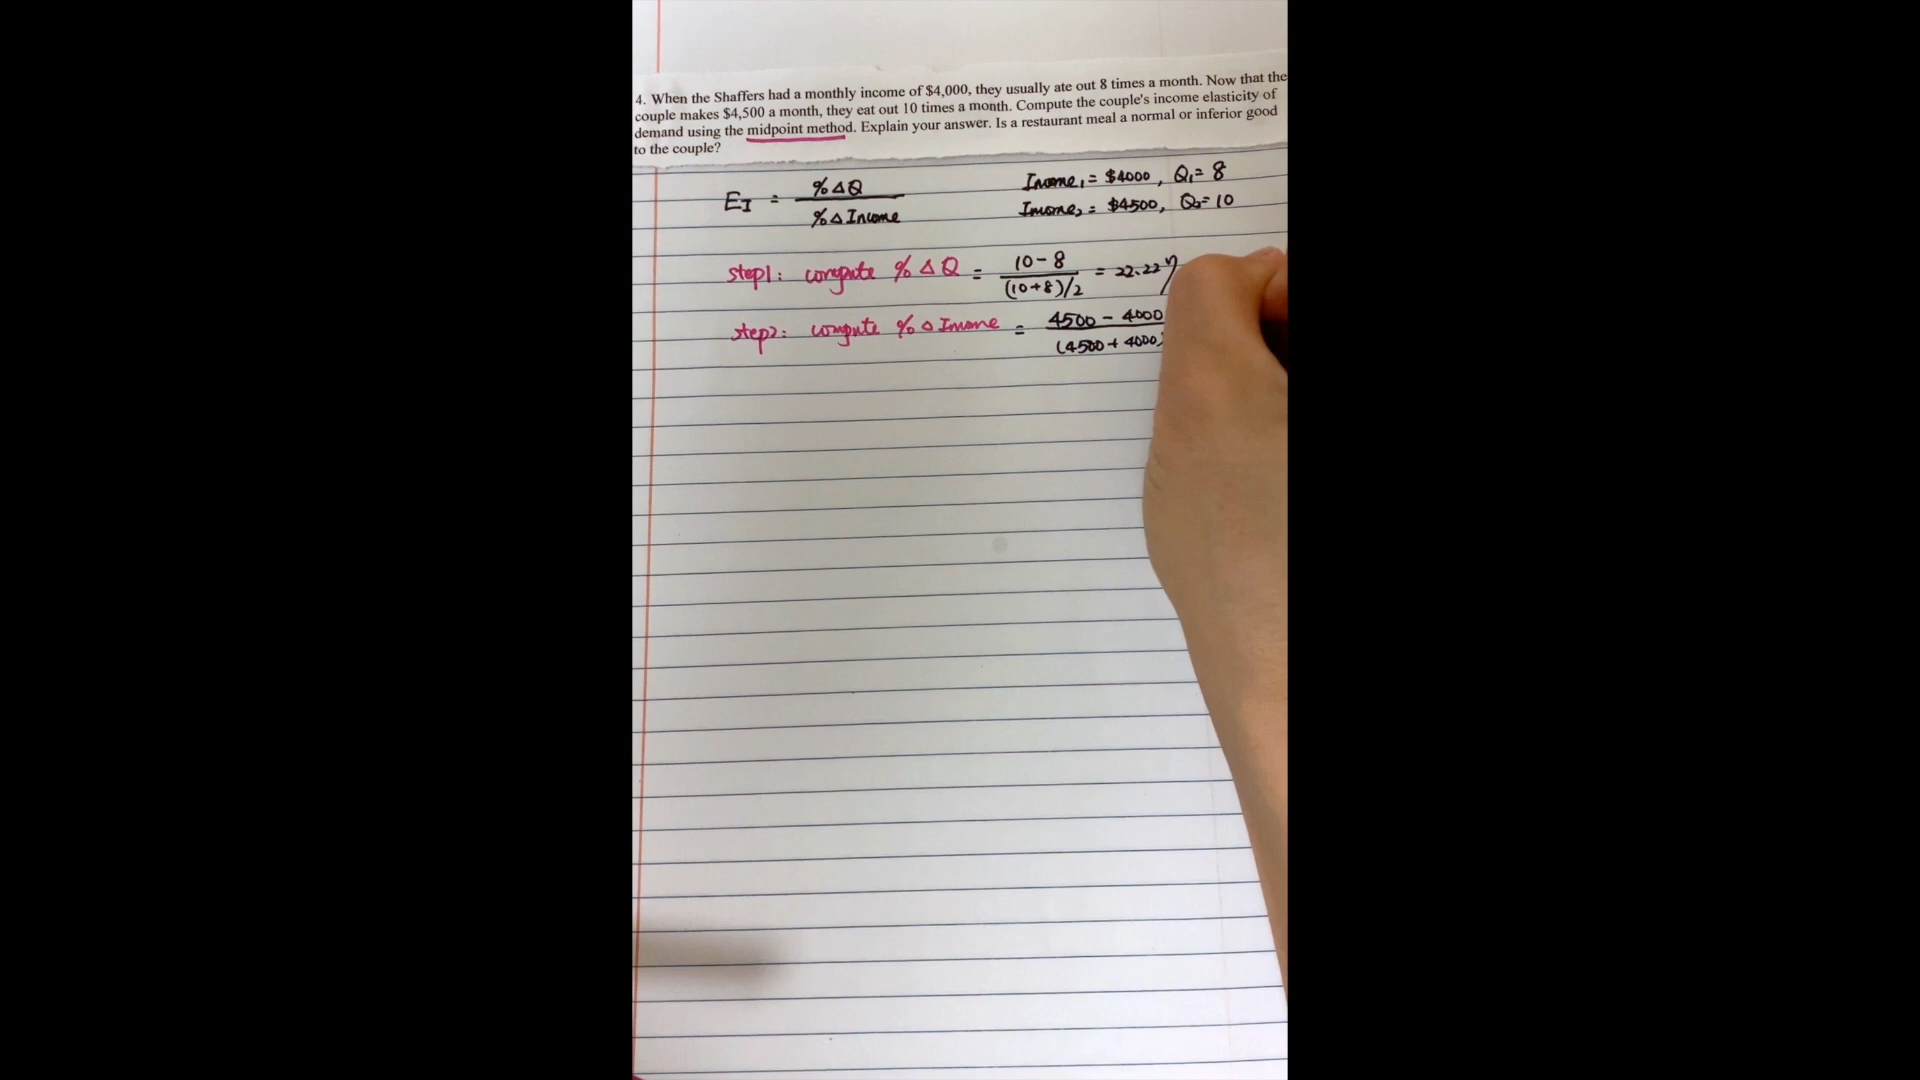 4. When the Shaffers had a monthly income of $4,000, they usually ate out 8 times a month. Now that the
couple makes $4,500 a month, they eat out 10 times a month. Compute the couple's income elasticity of
demand using the midpoint method. Explain your answer. Is a restaurant meal a normal or inferior good
to the couple?
E_I = %ΔQ / %ΔIncome
Income₁ = $4000, Q₁ = 8
Income₂ = $4500, Q₂ = 10
step1: compute %ΔQ = 10-8 / (10+8)/2 = 22.22%
step2: compute %ΔIncome = 4500-4000 / (4500+4000)